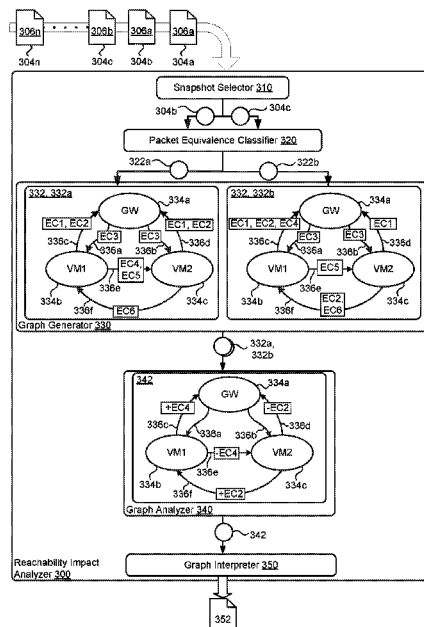 306n 306b 306a 306a
304n 304c 304b 304a
Snapshot Selector 310
304b 304c
Packet Equivalence Classifier 320
322a 322b
332, 332a
GW
334a
EC1, EC2
EC3
EC3
EC1, EC2
336c
336a
336b
336d
VM1
EC4
EC5
VM2
334b
336e
334c
336f
EC6
332, 332b
GW
334a
EC1, EC2, EC4
EC3
EC3
EC1
336c
336a
336b
336d
VM1
EC5
VM2
334b
336e
334c
336f
EC2,
EC6
Graph Generator 330
332a,
332b
342
334a
GW
+EC4
-EC2
336c
336a
336b
336d
VM1
-EC4
VM2
336e
334b
336f
334c
+EC2
Graph Analyzer 340
342
Graph Interpreter 350
Reachability Impact
Analyzer 300
352